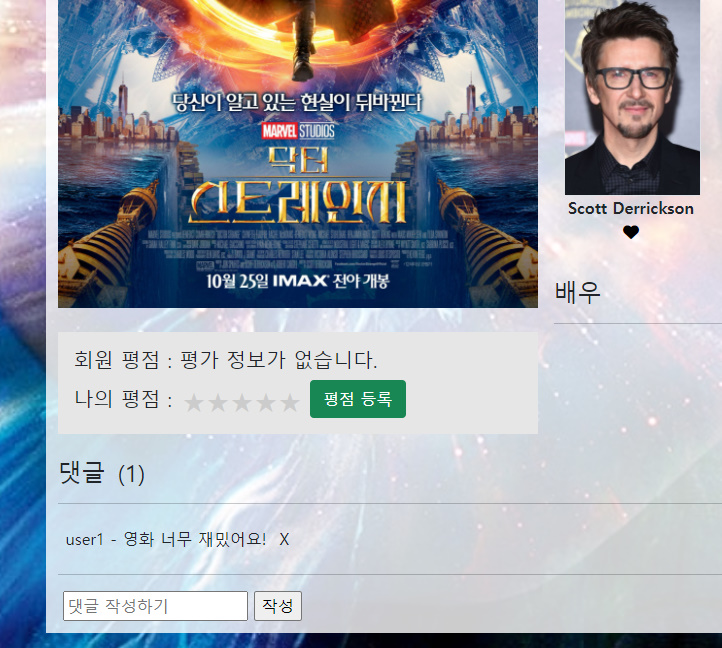 당신이 알고 있는 현실이 뒤바뀐다
MARVEL STUDIOS
닥터
스트레인지
10월 25일 IMAX 전야 개봉
Scott Derrickson
배우
회원 평점 : 평가 정보가 없습니다.
나의 평점 : ★★★★★ 평점 등록
댓글 (1)
user1 - 영화 너무 재밌어요! X
댓글 작성하기 작성